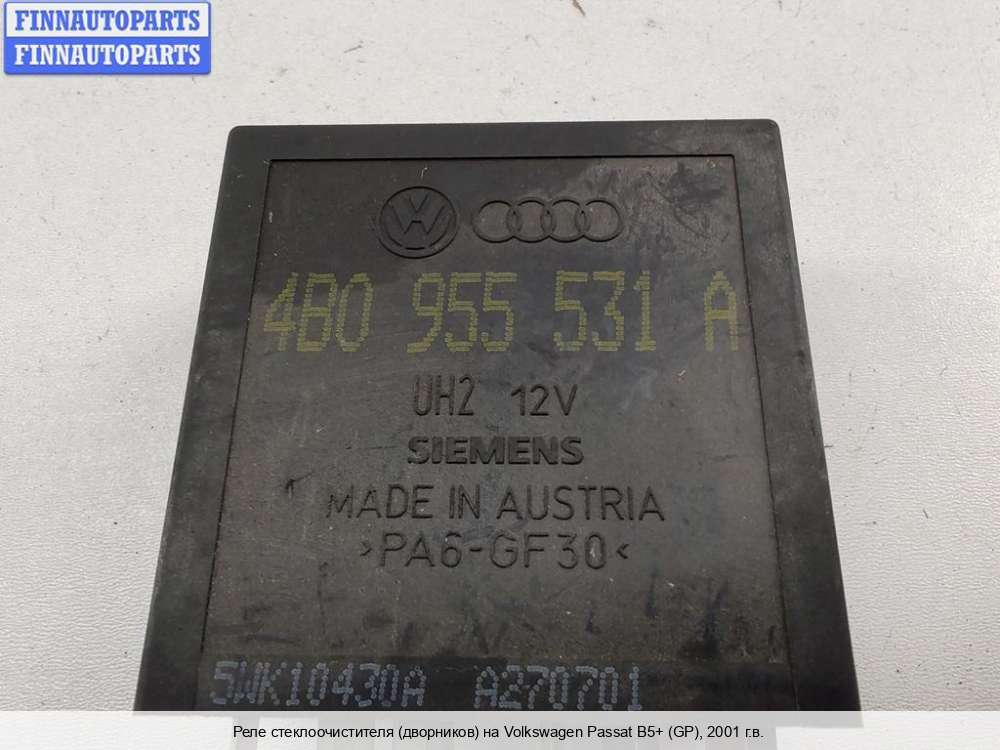 FINNAUTOPARTS
FINNAUTOPARTS
4B0 955 531 A
UH2 12V
SIEMENS
MADE IN AUSTRIA
>PA6-GF30<
5WK10430A A270701
Реле стеклоочистителя (дворников) на Volkswagen Passat B5+ (GP), 2001 г.в.